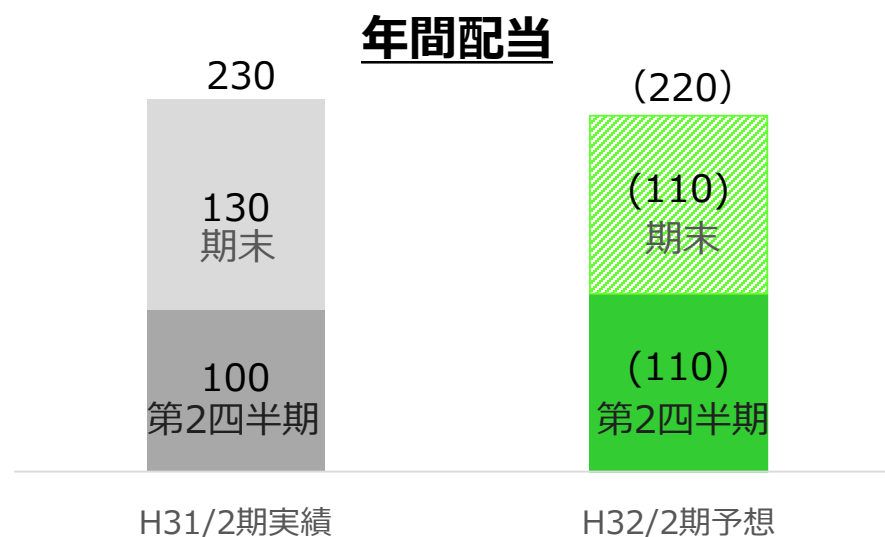 年間配当
230
130
期末
100
第2四半期
H31/2期実績
（220）
(110)
期末
(110)
第2四半期
H32/2期予想